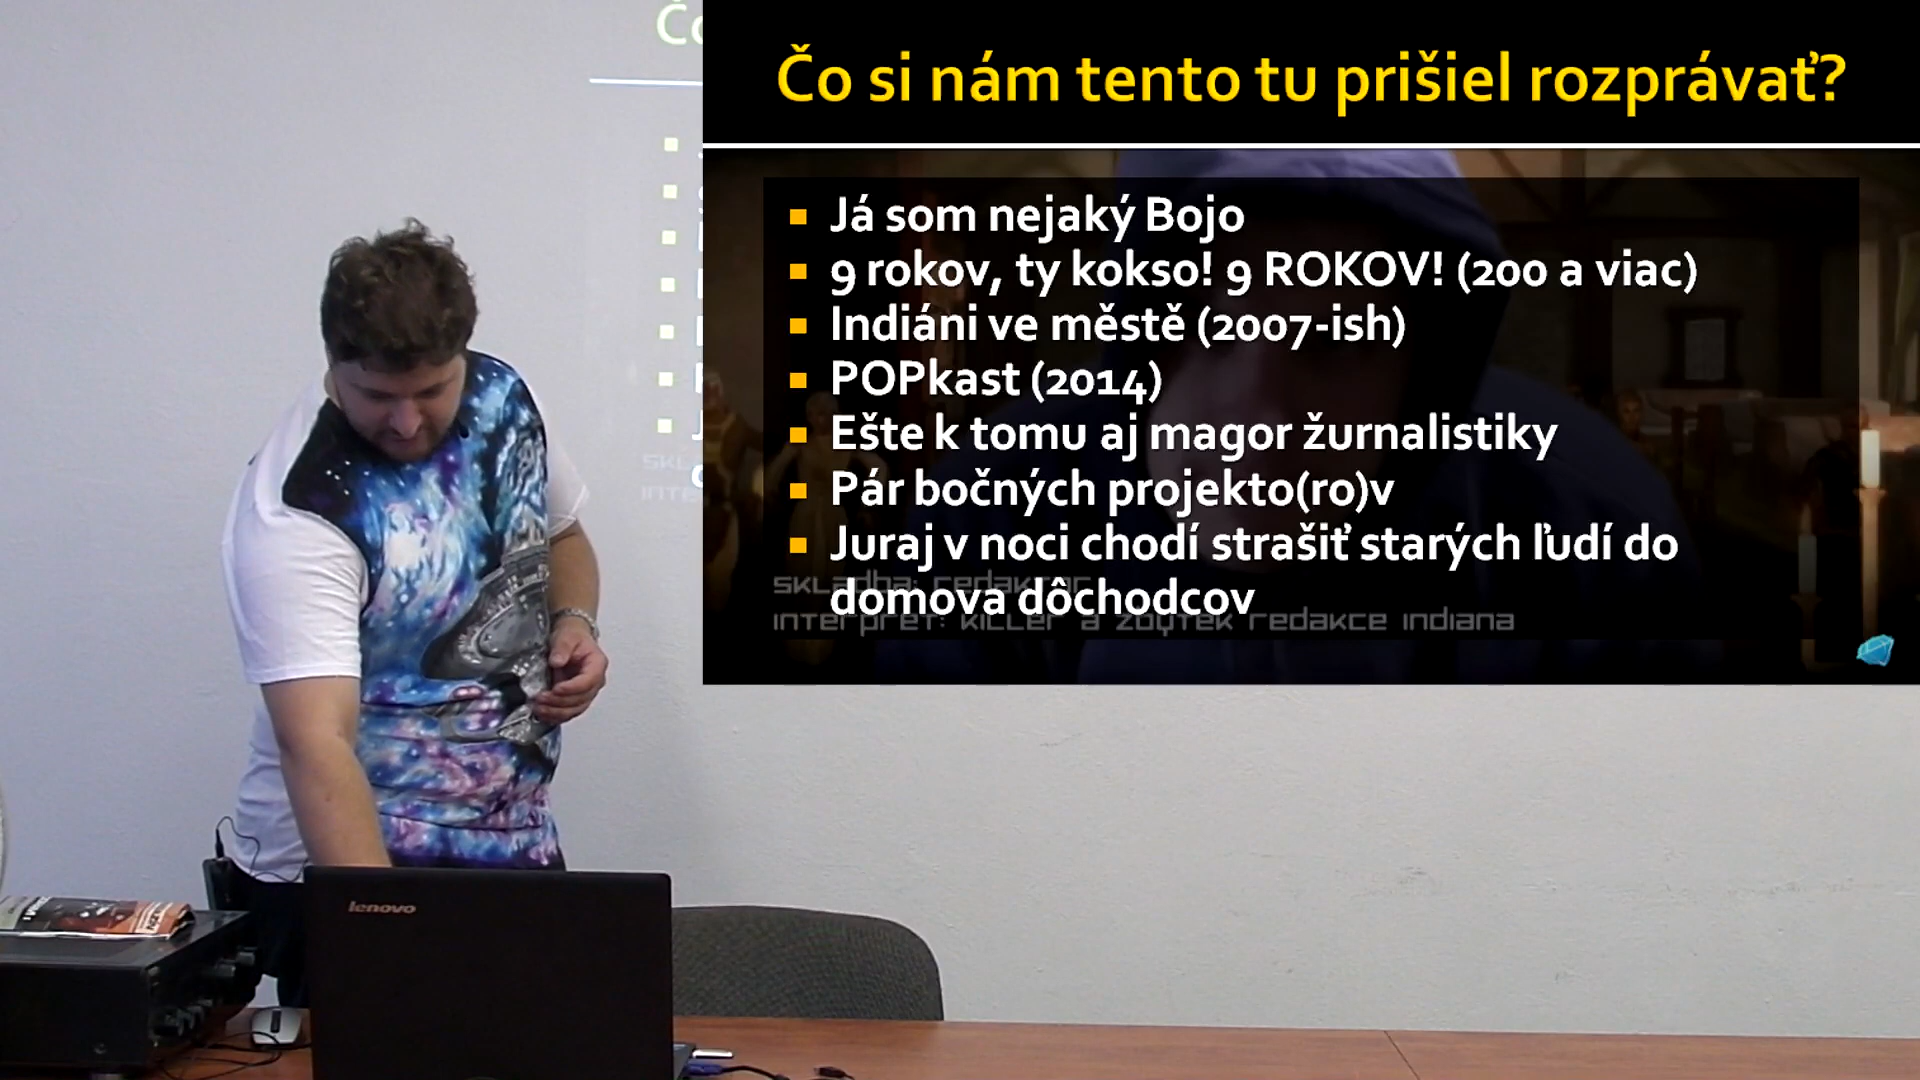 Čo si nám tento tu prišiel rozprávať?
Já som nejaký Bojo
9 rokov, ty kokso! 9 ROKOV! (200 a viac)
Indiáni ve městě (2007-ish)
POPkast (2014)
Ešte k tomu aj magor žurnalistiky
Pár bočných projekto(ro)v
Juraj v noci chodí strašiť starých ľudí do
domova dôchodcov
skladba: redaktor
interpret: killer a zbytek redakce indiana
lenovo